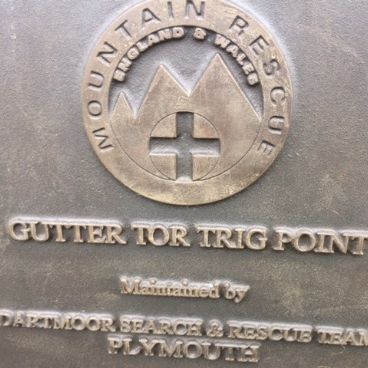 MOUNTAIN RESCUE
ENGLAND & WALES
GUTTER TOR TRIG POINT
Maintained by
DARTMOOR SEARCH & RESCUE TEAM
PLYMOUTH